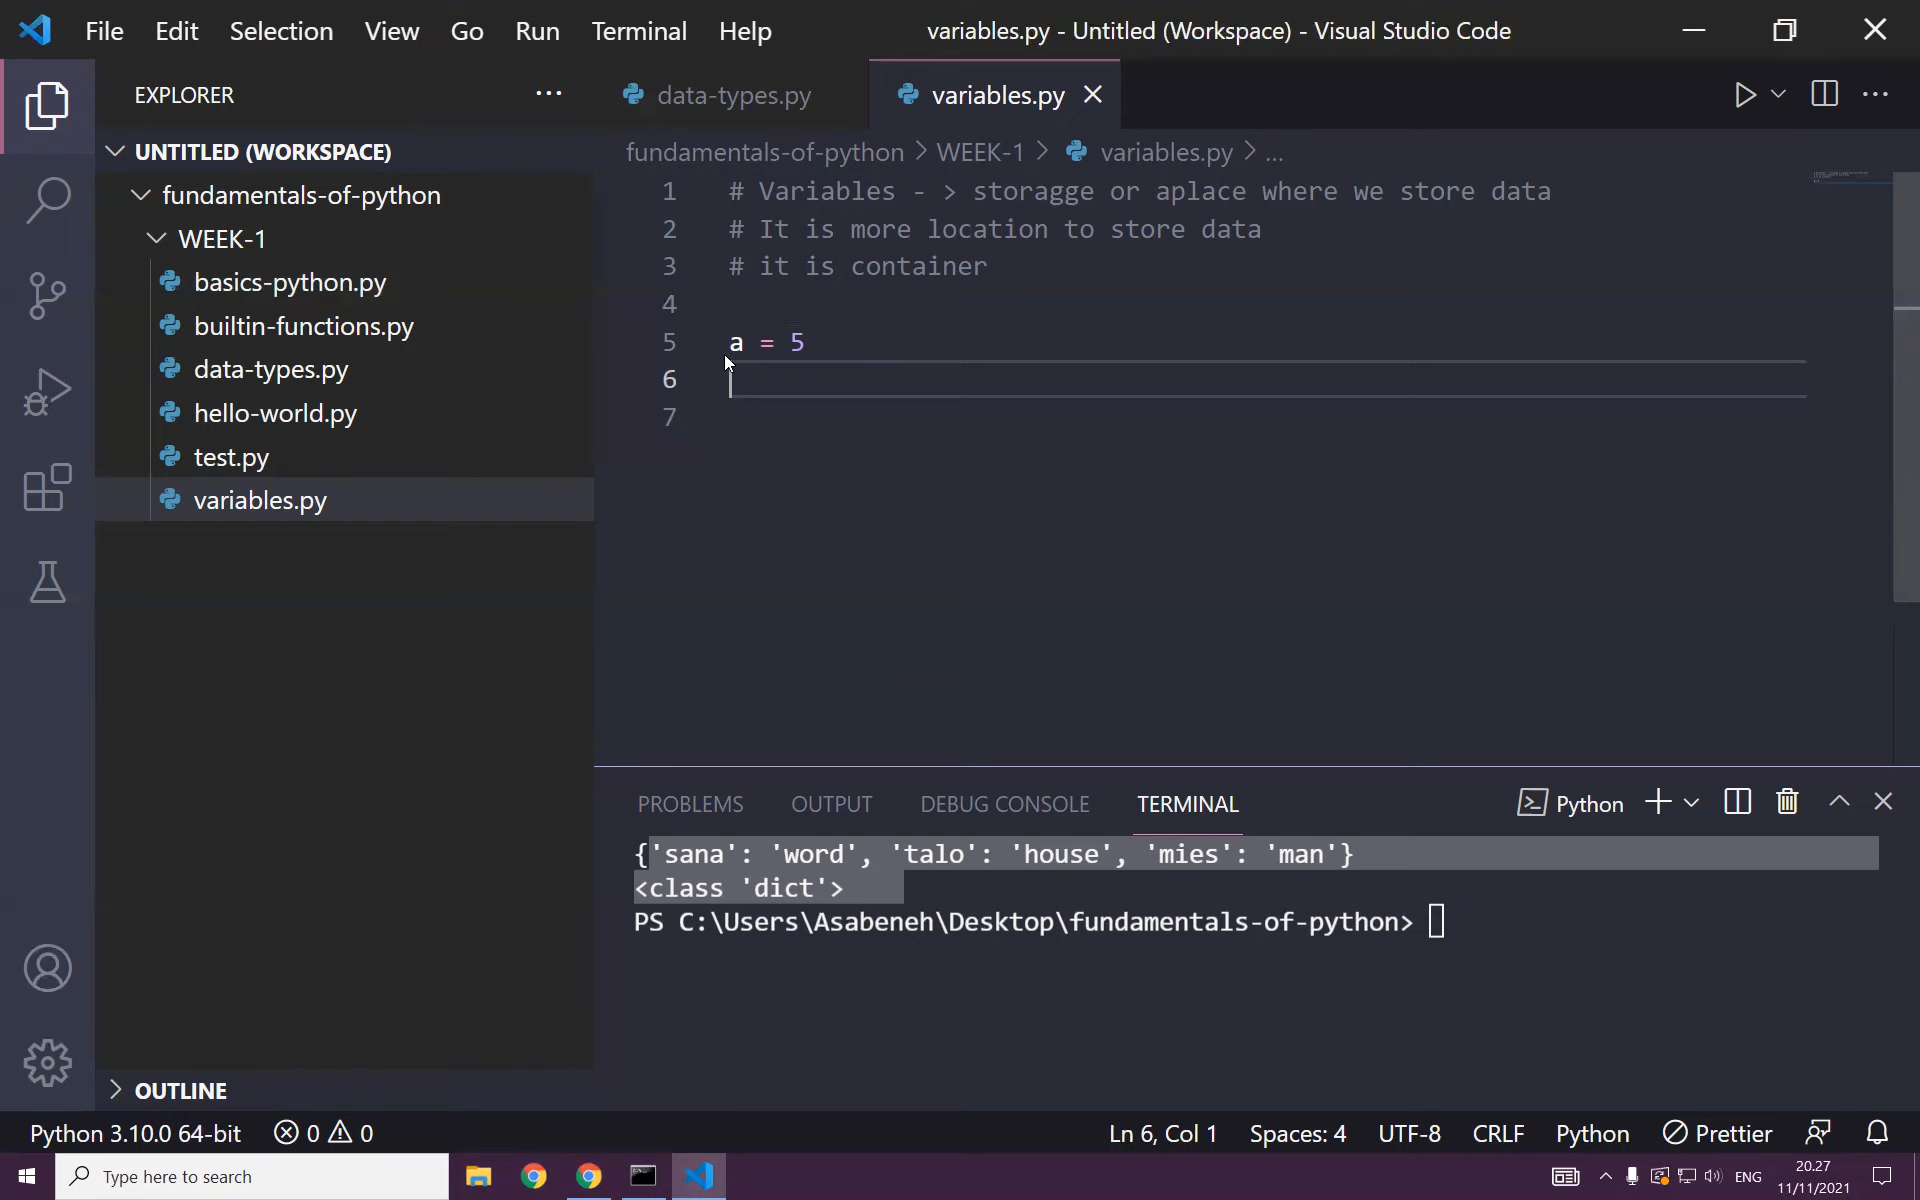 File Edit Selection View Go Run Terminal Help variables.py - Untitled (Workspace) - Visual Studio Code
EXPLORER
data-types.py
variables.py
UNTITLED (WORKSPACE)
fundamentals-of-python > WEEK-1 > variables.py > ...
fundamentals-of-python
WEEK-1
basics-python.py
builtin-functions.py
data-types.py
hello-world.py
test.py
variables.py
OUTLINE
1 # Variables - > storagge or aplace where we store data
2 # It is more location to store data
3 # it is container
4
5 a = 5
6
7
PROBLEMS OUTPUT DEBUG CONSOLE TERMINAL Python
{'sana': 'word', 'talo': 'house', 'mies': 'man'}
<class 'dict'>
PS C:\Users\Asabeneh\Desktop\fundamentals-of-python>
Python 3.10.0 64-bit 0 0 Ln 6, Col 1 Spaces: 4 UTF-8 CRLF Python Prettier
Type here to search
ENG
20.27
11/11/2021